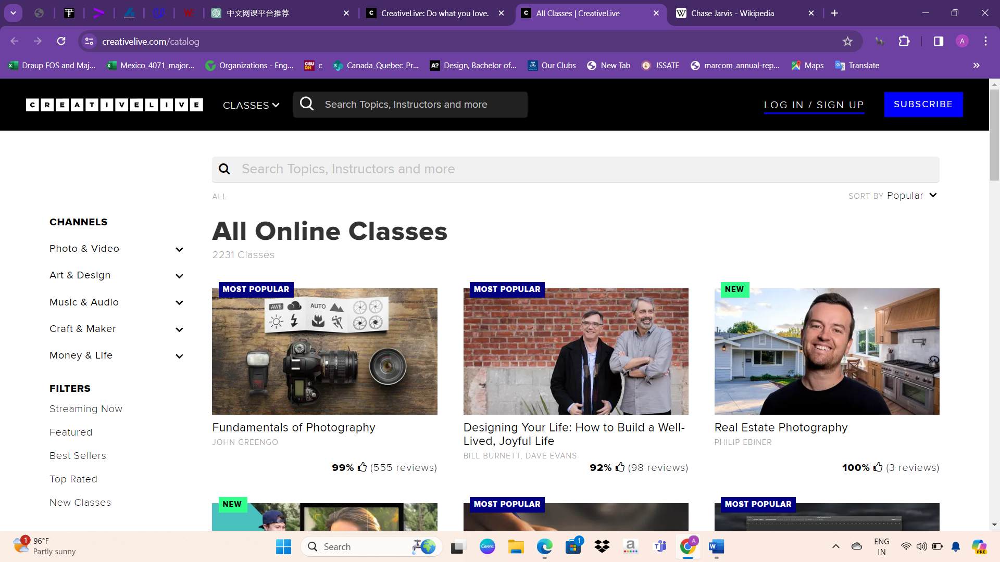 中文网课平台推荐
CreativeLive: Do what you love.
All Classes | CreativeLive
Chase Jarvis - Wikipedia
creativelive.com/catalog
A
Draup FOS and Maj...
Mexico_4071_major...
Organizations - Eng...
CSU DH c
Canada_Quebec_Pr...
A? Design, Bachelor of...
Our Clubs
New Tab
JSSATE
marcom_annual-rep...
Maps
Translate
CREATIVELIVE
CLASSES
Search Topics, Instructors and more
LOG IN / SIGN UP
SUBSCRIBE
Search Topics, Instructors and more
ALL
SORT BY Popular
CHANNELS
Photo & Video
Art & Design
Music & Audio
Craft & Maker
Money & Life
FILTERS
Streaming Now
Featured
Best Sellers
Top Rated
New Classes
All Online Classes
2231 Classes
MOST POPULAR
AWB AUTO
Fundamentals of Photography
JOHN GREENGO
99% (555 reviews)
MOST POPULAR
Designing Your Life: How to Build a Well-
Lived, Joyful Life
BILL BURNETT, DAVE EVANS
92% (98 reviews)
NEW
Real Estate Photography
PHILIP EBINER
100% (3 reviews)
NEW
MOST POPULAR
MOST POPULAR
1
96°F
Partly sunny
Search
Canva
1
a
A
W
ENG
IN
PRE